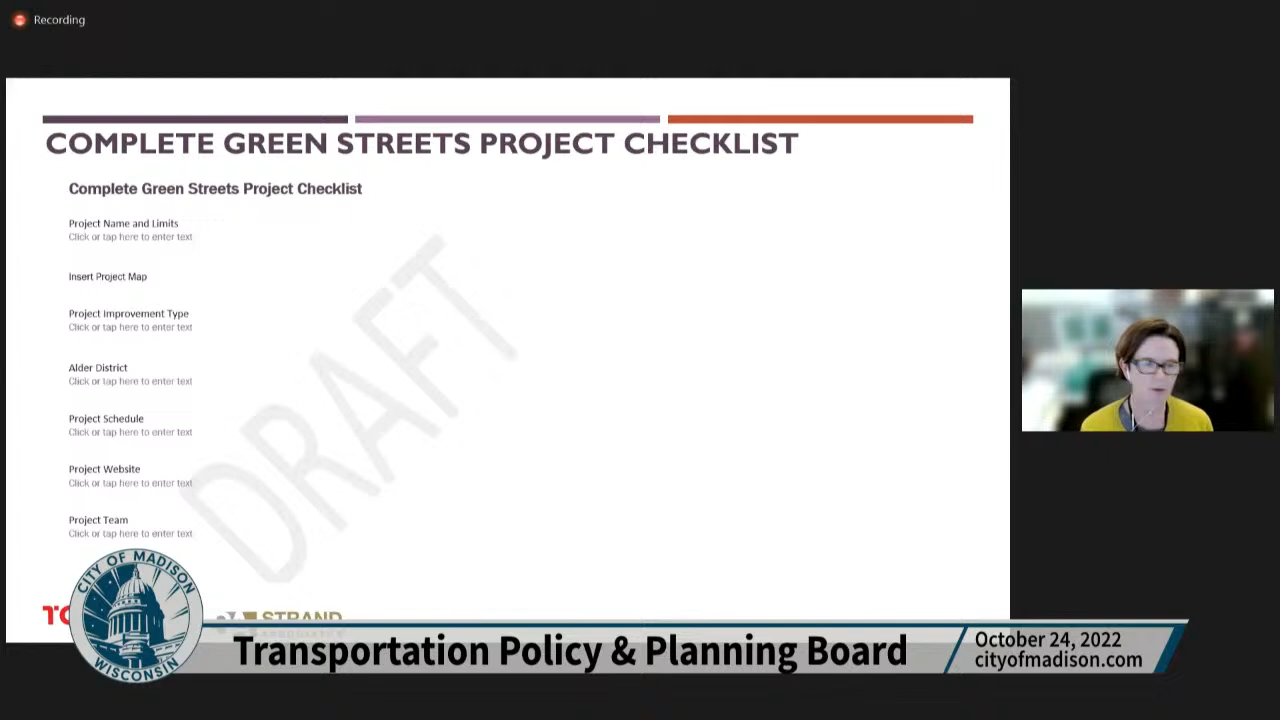 Recording
COMPLETE GREEN STREETS PROJECT CHECKLIST
Complete Green Streets Project Checklist
Project Name and Limits
Click or tap here to enter text
Insert Project Map
Project Improvement Type
Click or tap here to enter text
Alder District
Click or tap here to enter text
Project Schedule
Click or tap here to enter text
Project Website
Click or tap here to enter text
Project Team
Click or tap here to enter text
DRAFT
STRAND
CITY OF MADISON
WISCONSIN
Transportation Policy & Planning Board
October 24, 2022
cityofmadison.com